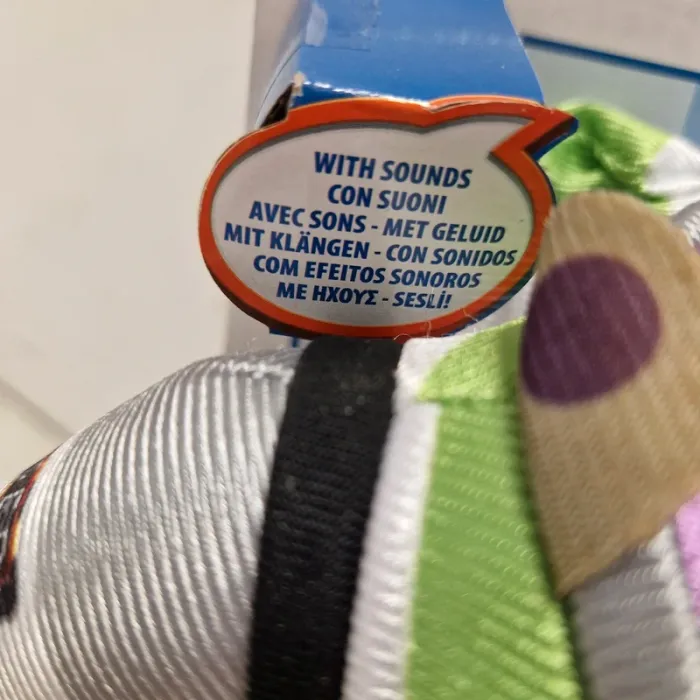 WITH SOUNDS
CON SUONI
AVEC SONS - MET GELUID
MIT KLÄNGEN - CON SONIDOS
COM EFEITOS SONOROS
ΜΕ ΗΧΟΥΣ - SESLİ!